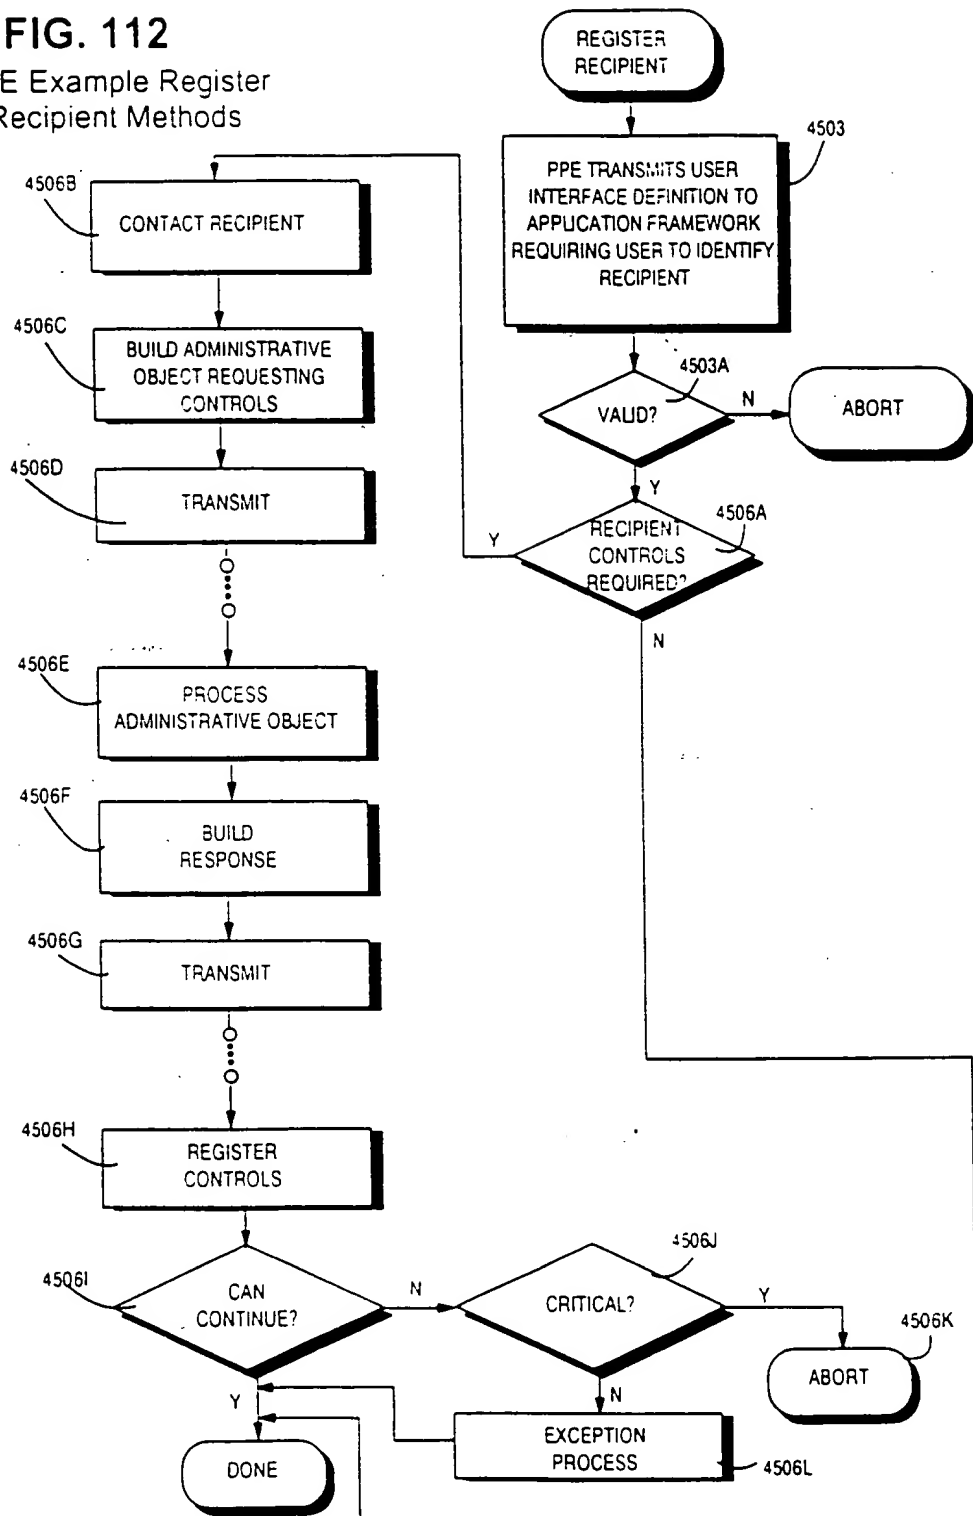 FIG. 112
E Example Register
Recipient Methods
REGISTER
RECIPIENT
4503
PPE TRANSMITS USER
INTERFACE DEFINITION TO
APPLICATION FRAMEWORK
REQUIRING USER TO IDENTIFY
RECIPIENT
4503A
VALID?
N
ABORT
Y
4506A
RECIPIENT
CONTROLS
REQUIRED?
Y
N
4506B
CONTACT RECIPIENT
4506C
BUILD ADMINISTRATIVE
OBJECT REQUESTING
CONTROLS
4506D
TRANSMIT
4506E
PROCESS
ADMINISTRATIVE OBJECT
4506F
BUILD
RESPONSE
4506G
TRANSMIT
4506H
REGISTER
CONTROLS
4506I
CAN
CONTINUE?
N
Y
4506J
CRITICAL?
Y
N
4506K
ABORT
EXCEPTION
PROCESS
4506L
DONE